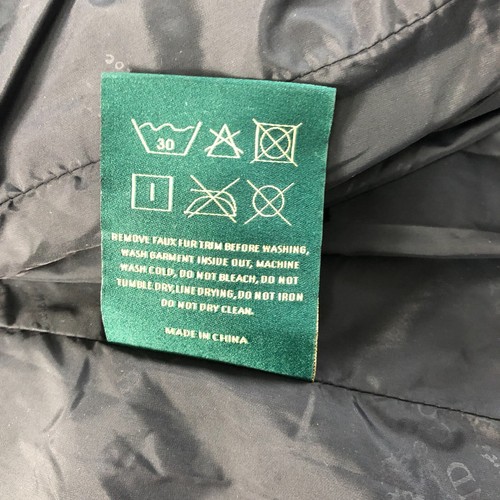 30
REMOVE FAUX FUR TRIM BEFORE WASHING,
WASH GARMENT INSIDE OUT, MACHINE
WASH COLD, DO NOT BLEACH, DO NOT
TUMBLE DRY,LINE DRYING, DO NOT IRON
DO NOT DRY CLEAN.
MADE IN CHINA